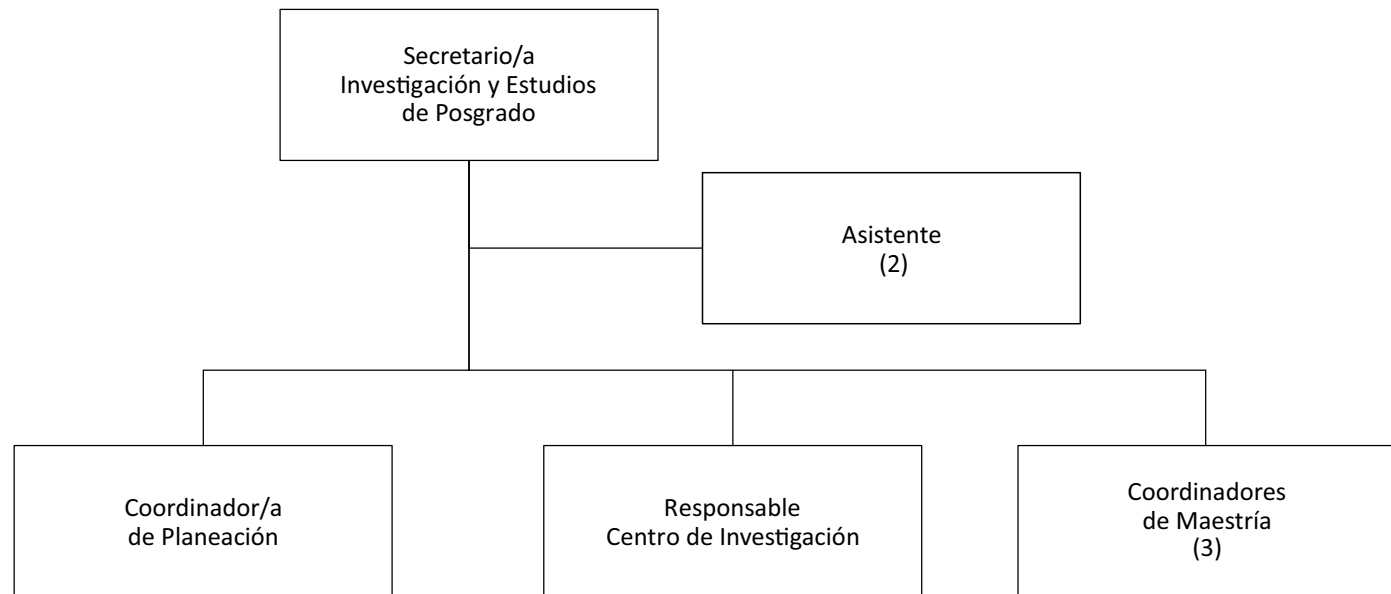 Secretario/a
Investigación y Estudios
de Posgrado
Asistente
(2)
Coordinador/a
de Planeación
Responsable
Centro de Investigación
Coordinadores
de Maestría
(3)